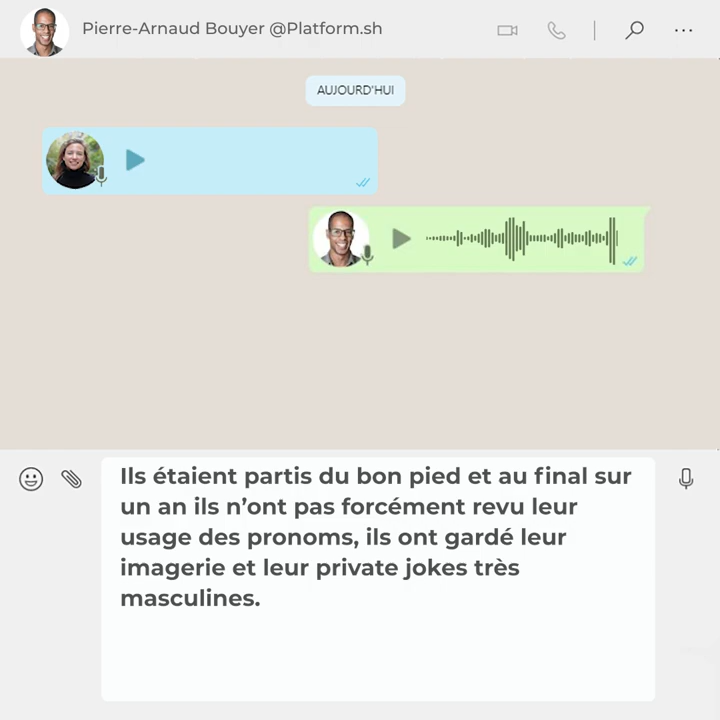 Pierre-Arnaud Bouyer @Platform.sh
AUJOURD'HUI
Ils étaient partis du bon pied et au final sur
un an ils n’ont pas forcément revu leur
usage des pronoms, ils ont gardé leur
imagerie et leur private jokes très
masculines.